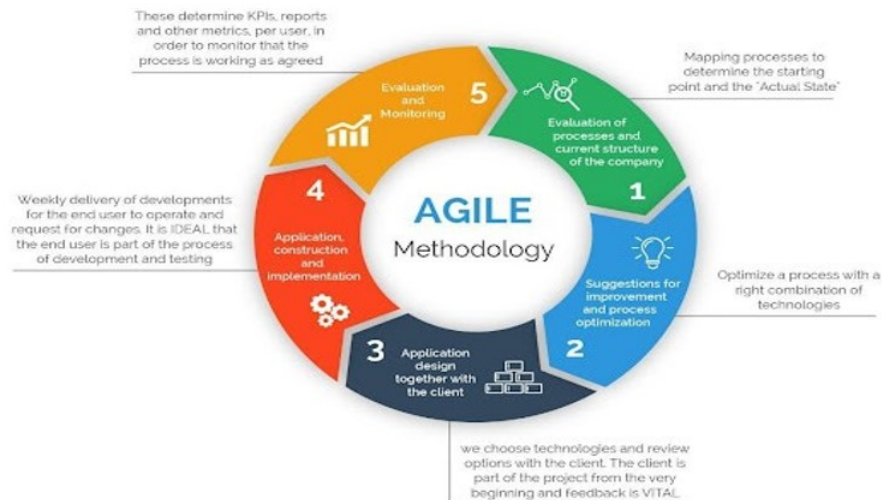 These determine KPIs, reports
and other metrics, per user, in
order to monitor that the
process is working as agreed
5
Evaluation
and
Monitoring
Mapping processes to
determine the starting
point and the "Actual State"
Evaluation of
processes and
current structure
of the company
1
Weekly delivery of developments
for the end user to operate and
request for changes. It is IDEAL that
the end user is part of the process
of development and testing
4
Application,
construction
and
implementation
AGILE
Methodology
Suggestions for
improvement
and process
optimization
2
Optimize a process with a
right combination of
technologies
3
Application
design
together with
the client
we choose technologies and review
options with the client. The client is
part of the project from the very
beginning and feedback is VITAL